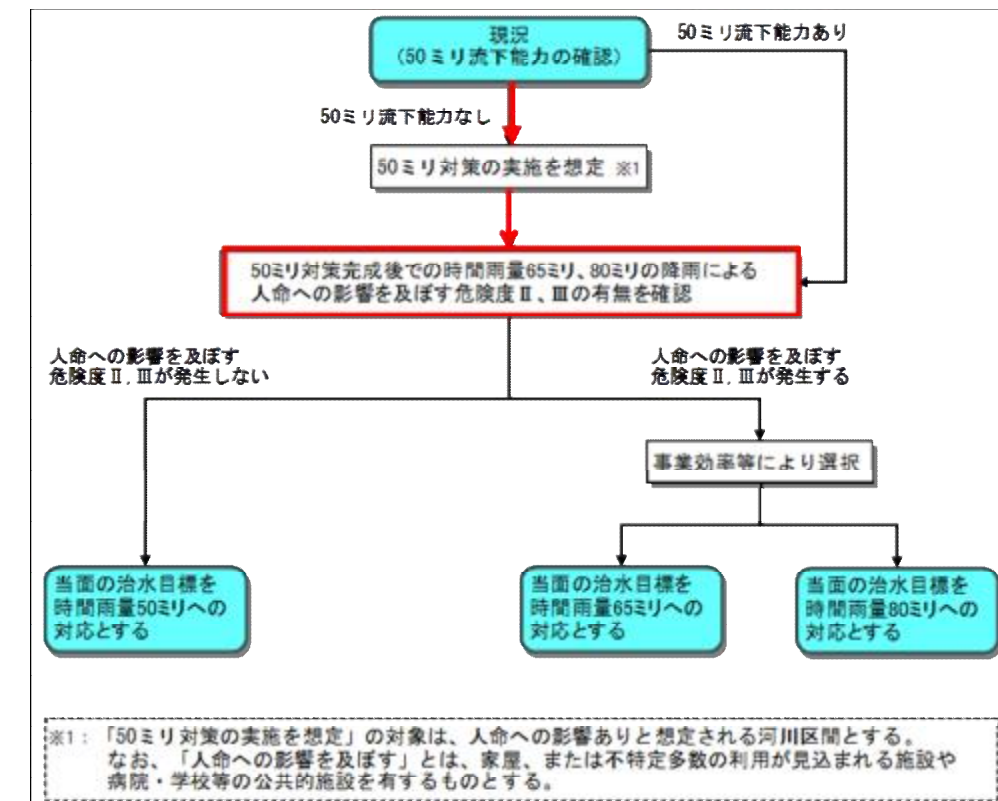 現況
(50ミリ流下能力の確認)
50ミリ流下能力あり
50ミリ流下能力なし
50ミリ対策の実施を想定 ※1
50ミリ対策完成後での時間雨量65ミリ、80ミリの降雨による
人命への影響を及ぼす危険度Ⅱ、Ⅲの有無を確認
人命への影響を及ぼす
危険度Ⅱ,Ⅲが発生しない
人命への影響を及ぼす
危険度Ⅱ,Ⅲが発生する
事業効率等により選択
当面の治水目標を
時間雨量50ミリへの
対応とする
当面の治水目標を
時間雨量65ミリへの
対応とする
当面の治水目標を
時間雨量80ミリへの
対応とする
※1：「50ミリ対策の実施を想定」の対象は、人命への影響ありと想定される河川区間とする。
なお、「人命への影響を及ぼす」とは、家屋、または不特定多数の利用が見込まれる施設や
病院・学校等の公共的施設を有するものとする。